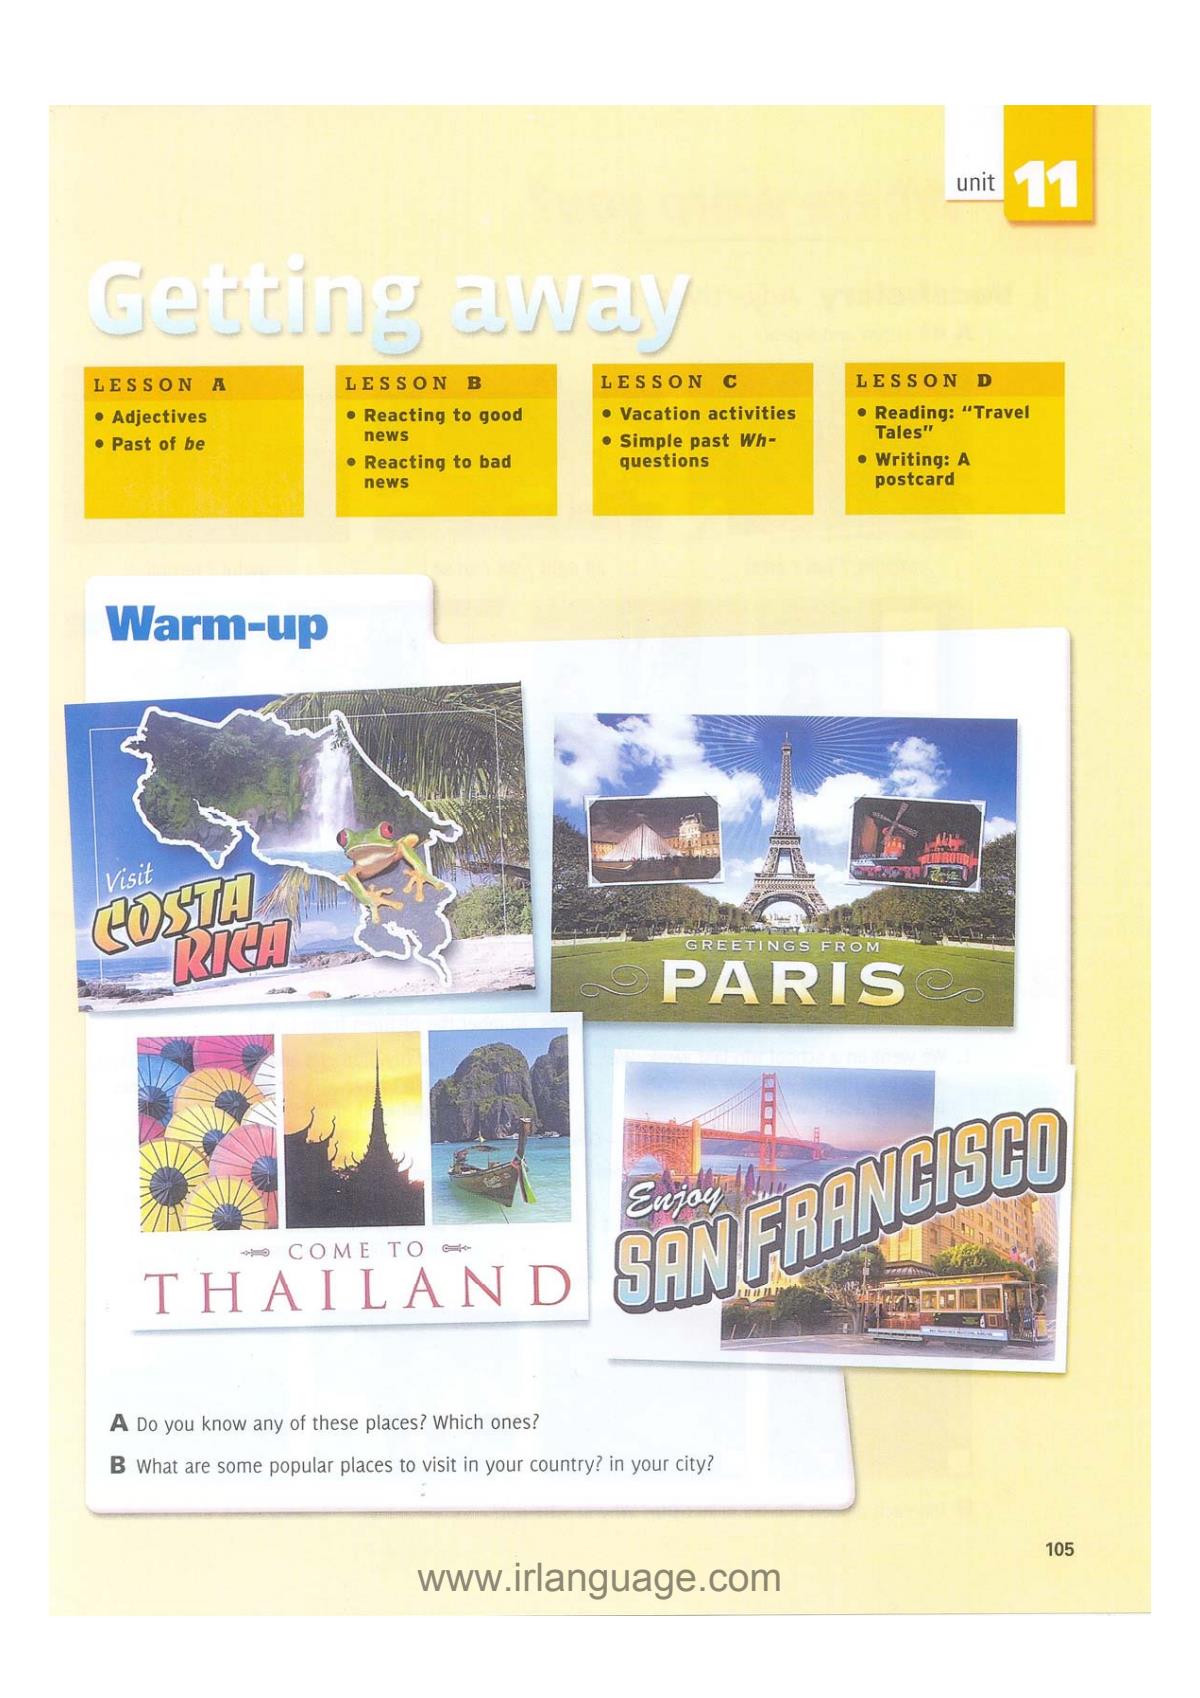 unit 11
Getting away
LESSON A
• Adjectives
• Past of be
LESSON B
• Reacting to good
news
• Reacting to bad
news
LESSON C
• Vacation activities
• Simple past Wh-
questions
LESSON D
• Reading: “Travel
Tales”
• Writing: A
postcard
Warm-up
Visit
COSTA
RICA
GREETINGS FROM
PARIS
COME TO
THAILAND
Enjoy
SAN FRANCISCO
A Do you know any of these places? Which ones?
B What are some popular places to visit in your country? in your city?
105
www.irlanguage.com